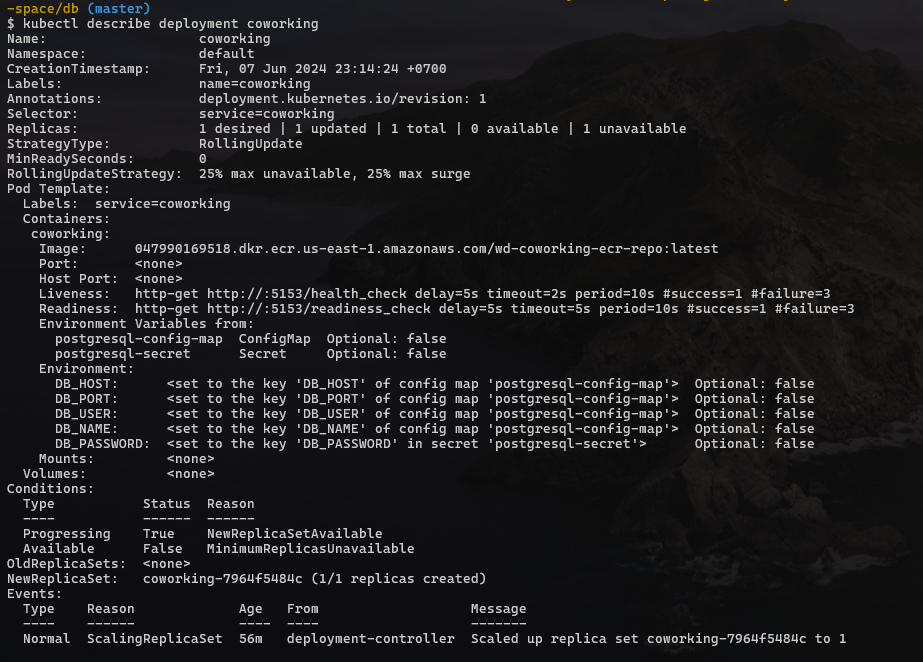 -space/db (master)
$ kubectl describe deployment coworking
Name:                   coworking
Namespace:              default
CreationTimestamp:      Fri, 07 Jun 2024 23:14:24 +0700
Labels:                 name=coworking
Annotations:            deployment.kubernetes.io/revision: 1
Selector:               service=coworking
Replicas:               1 desired | 1 updated | 1 total | 0 available | 1 unavailable
StrategyType:           RollingUpdate
MinReadySeconds:        0
RollingUpdateStrategy:  25% max unavailable, 25% max surge
Pod Template:
  Labels:  service=coworking
  Containers:
   coworking:
    Image:      047990169518.dkr.ecr.us-east-1.amazonaws.com/wd-coworking-ecr-repo:latest
    Port:       <none>
    Host Port:  <none>
    Liveness:   http-get http://:5153/health_check delay=5s timeout=2s period=10s #success=1 #failure=3
    Readiness:  http-get http://:5153/readiness_check delay=5s timeout=5s period=10s #success=1 #failure=3
    Environment Variables from:
      postgresql-config-map  ConfigMap  Optional: false
      postgresql-secret      Secret     Optional: false
    Environment:
      DB_HOST:      <set to the key 'DB_HOST' of config map 'postgresql-config-map'>  Optional: false
      DB_PORT:      <set to the key 'DB_PORT' of config map 'postgresql-config-map'>  Optional: false
      DB_USER:      <set to the key 'DB_USER' of config map 'postgresql-config-map'>  Optional: false
      DB_NAME:      <set to the key 'DB_NAME' of config map 'postgresql-config-map'>  Optional: false
      DB_PASSWORD:  <set to the key 'DB_PASSWORD' in secret 'postgresql-secret'>      Optional: false
    Mounts:         <none>
  Volumes:          <none>
Conditions:
  Type           Status  Reason
  ----           ------  ------
  Progressing    True    NewReplicaSetAvailable
  Available      False   MinimumReplicasUnavailable
OldReplicaSets:  <none>
NewReplicaSet:   coworking-7964f5484c (1/1 replicas created)
Events:
  Type    Reason             Age   From                   Message
  ----    ------             ----  ----                   -------
  Normal  ScalingReplicaSet  56m   deployment-controller  Scaled up replica set coworking-7964f5484c to 1